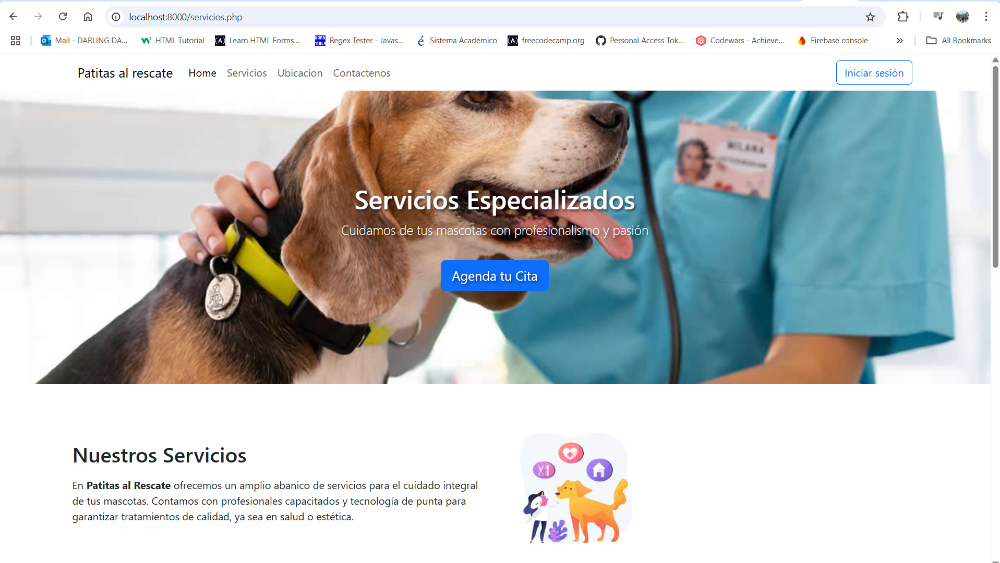 localhost:8000/servicios.php
Mail - DARLING DA...
HTML Tutorial
Learn HTML Forms...
Regex Tester - Javas...
Sistema Académico
freecodecamp.org
Personal Access Tok...
Codewars - Achieve...
Firebase console
All Bookmarks
Patitas al rescate
Home
Servicios
Ubicacion
Contactenos
Iniciar sesión
MILANA
Servicios Especializados
Cuidamos de tus mascotas con profesionalismo y pasión
Agenda tu Cita
Nuestros Servicios
En Patitas al Rescate ofrecemos un amplio abanico de servicios para el cuidado integral
de tus mascotas. Contamos con profesionales capacitados y tecnología de punta para
garantizar tratamientos de calidad, ya sea en salud o estética.